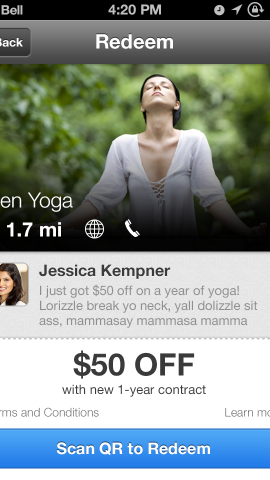 Bell 4:20 PM
Back Redeem
en Yoga
1.7 mi
Jessica Kempner
I just got $50 off on a year of yoga!
Lorizzle break yo neck, yall dolizzle sit
ass, mammasay mammasa mamma
$50 OFF
with new 1-year contract
rms and Conditions Learn mo
Scan QR to Redeem